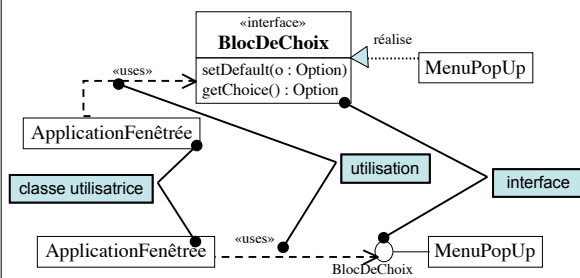 «interface»
BlocDeChoix
réalise
setDefault(o : Option)
getChoice() : Option
MenuPopUp
«uses»
ApplicationFenêtrée
utilisation
classe utilisatrice
interface
ApplicationFenêtrée
«uses»
BlocDeChoix
MenuPopUp